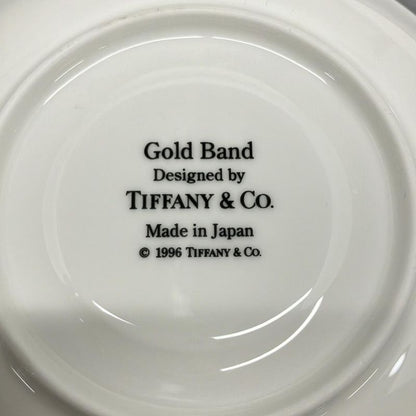 Gold Band
Designed by
TIFFANY & CO.
Made in Japan
© 1996 TIFFANY & CO.